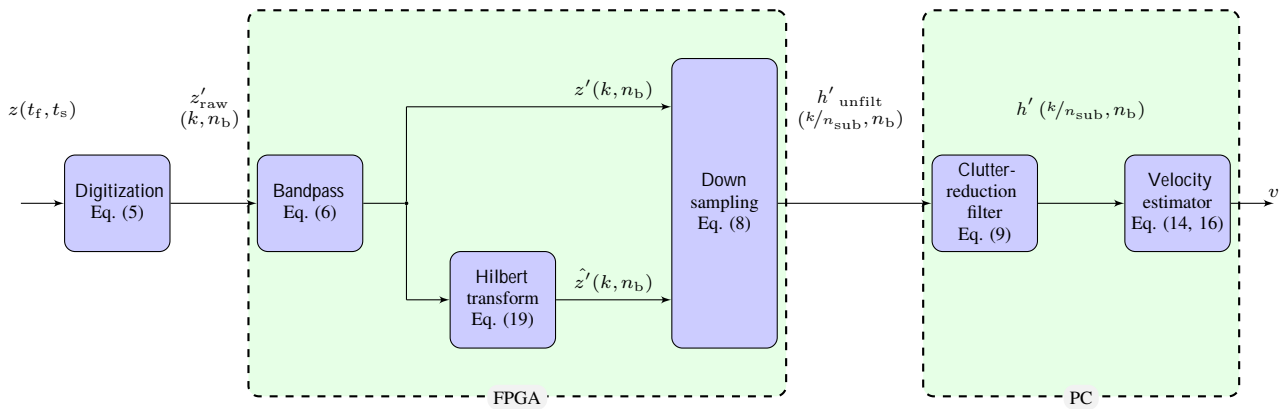 z(t_f, t_s)
Digitization
Eq. (5)
z′_raw
(k, n_b)
Bandpass
Eq. (6)
z′(k, n_b)
Hilbert
transform
Eq. (19)
ẑ′(k, n_b)
Down
sampling
Eq. (8)
FPGA
h′ unfilt
(k/n_sub, n_b)
h′ (k/n_sub, n_b)
Clutter-
reduction
filter
Eq. (9)
Velocity
estimator
Eq. (14, 16)
v
PC